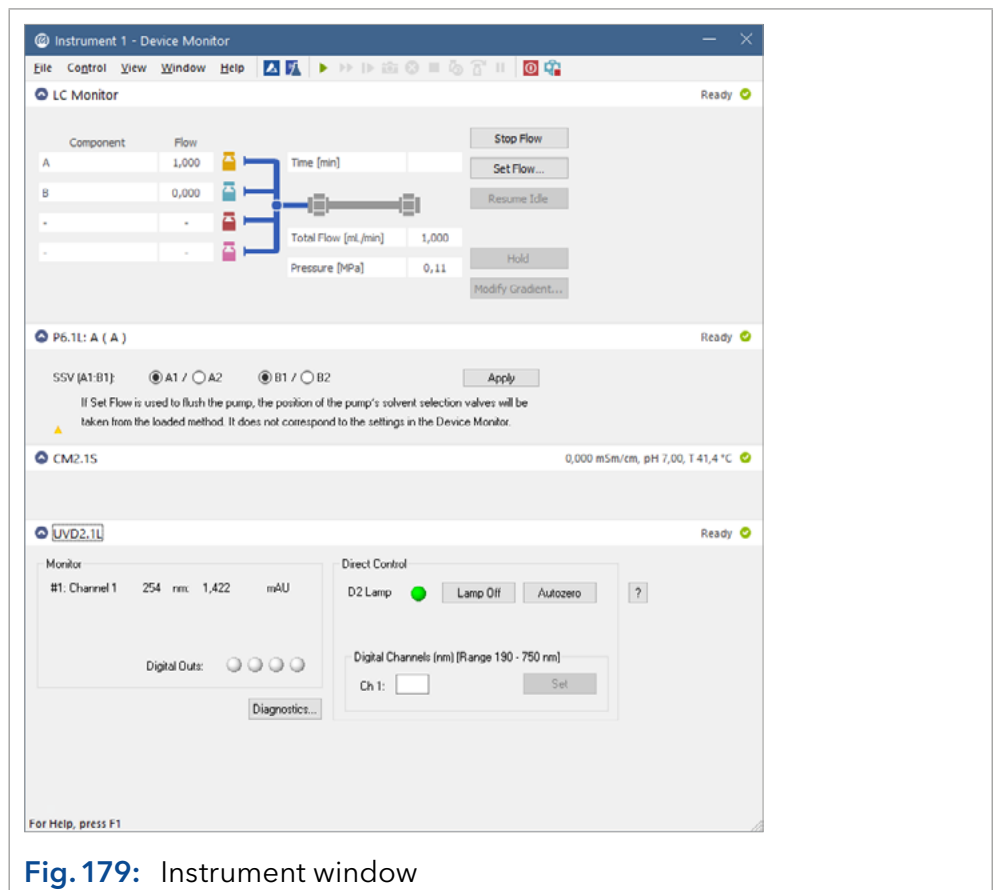 Instrument 1 - Device Monitor
File Control View Window Help
LC Monitor Ready
Component Flow Stop Flow
A 1,000 Time [min] Set Flow...
B 0,000 Resume Idle
- -
Total Flow [mL/min] 1,000
- - Hold
Pressure [MPa] 0,11
Modify Gradient...
P6.1L: A ( A ) Ready
SSV (A1:B1): A1 / A2 B1 / B2 Apply
If Set Flow is used to flush the pump, the position of the pump's solvent selection valves will be
taken from the loaded method. It does not correspond to the settings in the Device Monitor.
CM2.1S 0,000 mSm/cm, pH 7,00, T 41,4 °C
UVD2.1L Ready
Monitor Direct Control
#1: Channel 1 254 nm: 1,422 mAU D2 Lamp Lamp Off Autozero ?
Digital Outs: Digital Channels (nm) [Range 190 - 750 nm]
Ch 1: Set
Diagnostics...
For Help, press F1
Fig. 179: Instrument window